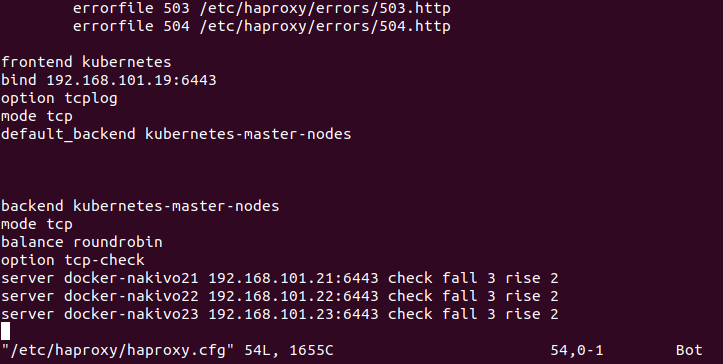 errorfile 503 /etc/haproxy/errors/503.http
errorfile 504 /etc/haproxy/errors/504.http
frontend kubernetes
bind 192.168.101.19:6443
option tcplog
mode tcp
default_backend kubernetes-master-nodes
backend kubernetes-master-nodes
mode tcp
balance roundrobin
option tcp-check
server docker-nakivo21 192.168.101.21:6443 check fall 3 rise 2
server docker-nakivo22 192.168.101.22:6443 check fall 3 rise 2
server docker-nakivo23 192.168.101.23:6443 check fall 3 rise 2
"/etc/haproxy/haproxy.cfg" 54L, 1655C 54,0-1 Bot